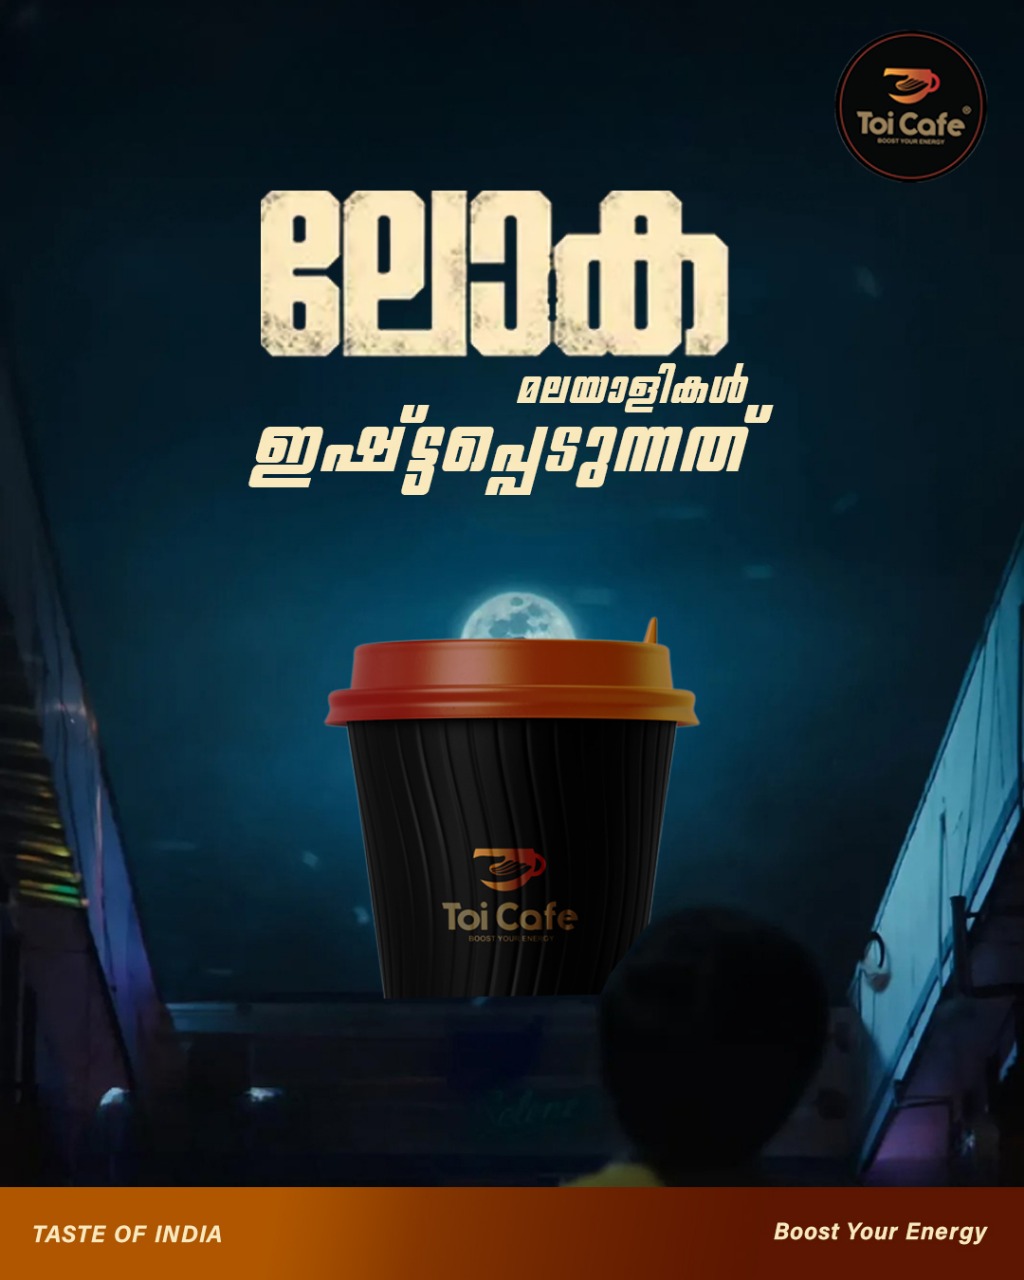 Toi Cafe®
BOOST YOUR ENERGY
ലോക
മലയാളികൾ
ഇഷ്ട്ടപ്പെടുന്നത്
Toi Cafe
BOOST YOUR ENERGY
TASTE OF INDIA
Boost Your Energy